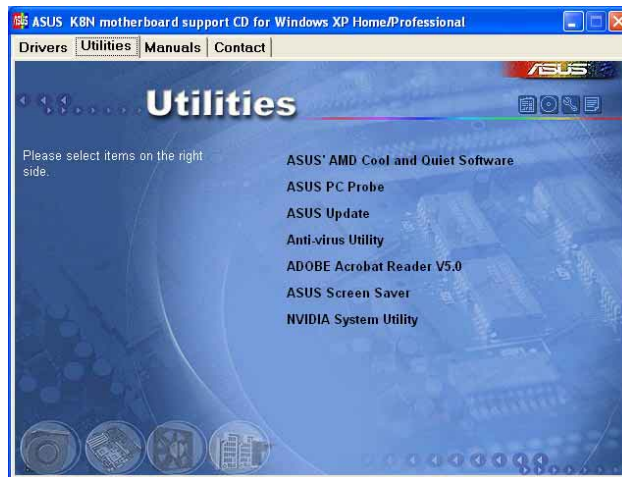 ASUS K8N motherboard support CD for Windows XP Home/Professional
Drivers Utilities Manuals Contact
ASUS
Utilities
Please select items on the right
side.
ASUS' AMD Cool and Quiet Software
ASUS PC Probe
ASUS Update
Anti-virus Utility
ADOBE Acrobat Reader V5.0
ASUS Screen Saver
NVIDIA System Utility